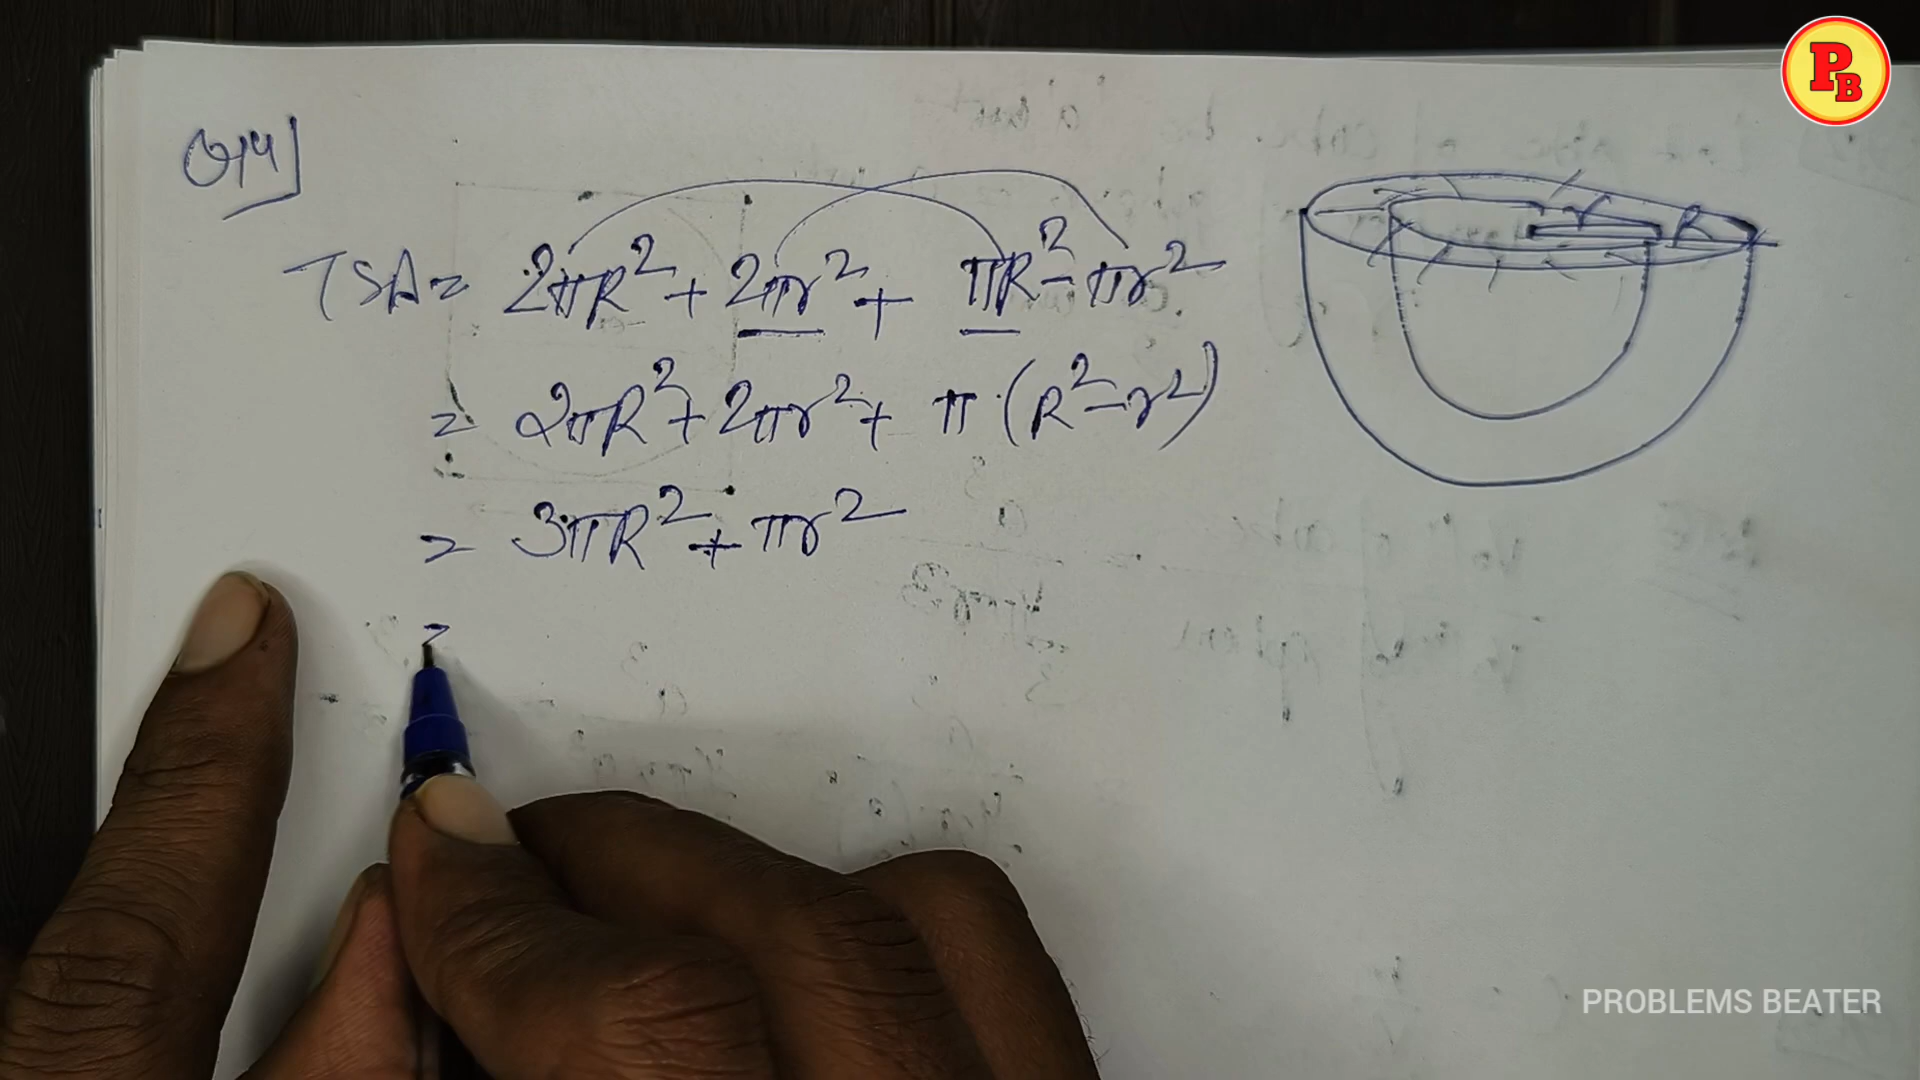 Q14]
TSA = 2πR² + 2πr² + πR² - πr²
= 2πR² + 2πr² + π (R² - r²)
= 3πR² + πr²
=
r R
PB
PROBLEMS BEATER